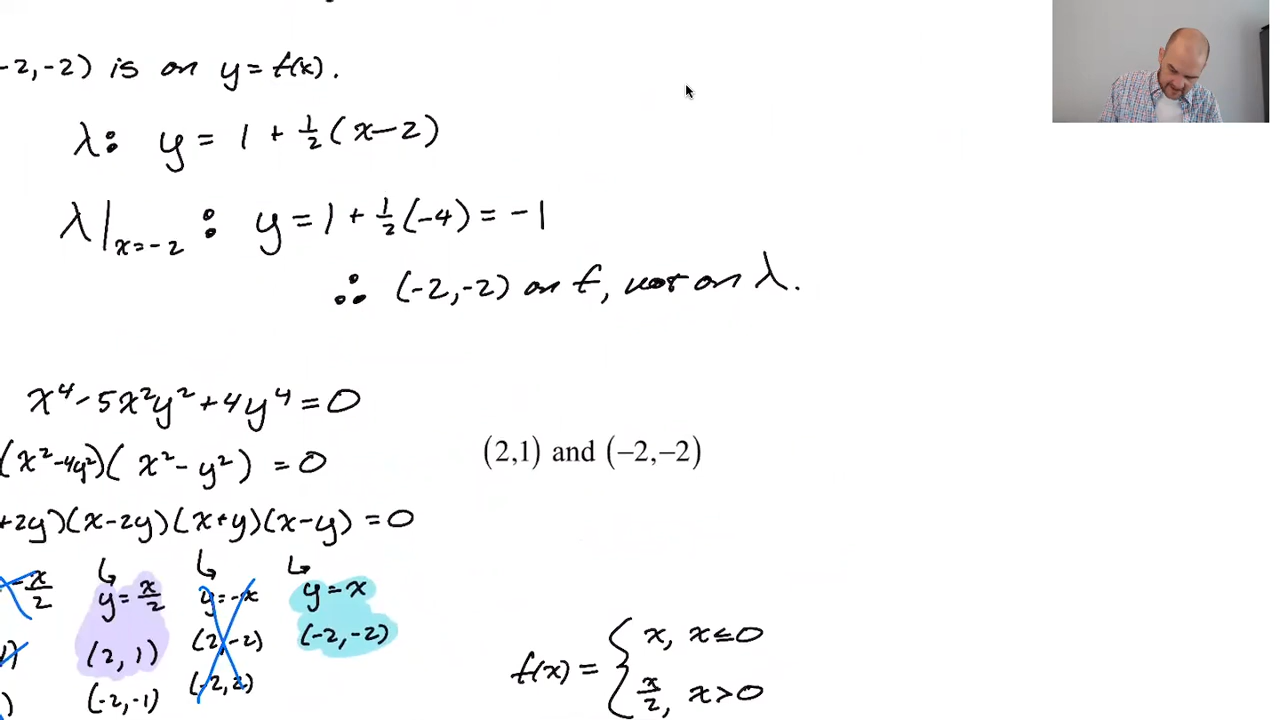 -2,-2) is on y = f(x).
λ: y = 1 + 1/2 (x-2)
λ|x=-2 : y = 1 + 1/2 (-4) = -1
∴ (-2,-2) on f, not on λ.
x⁴ - 5x²y² + 4y⁴ = 0
(x² - 4y²)( x² - y² ) = 0
(2,1) and (−2,−2)
+2y)(x-2y)(x+y)(x-y) = 0
-x/2 y = x/2 y = -x y = x
(2, 1) (2,-2) (-2,-2)
(-2,-1) (-2,2)
f(x) = { x, x≤0
x/2, x>0